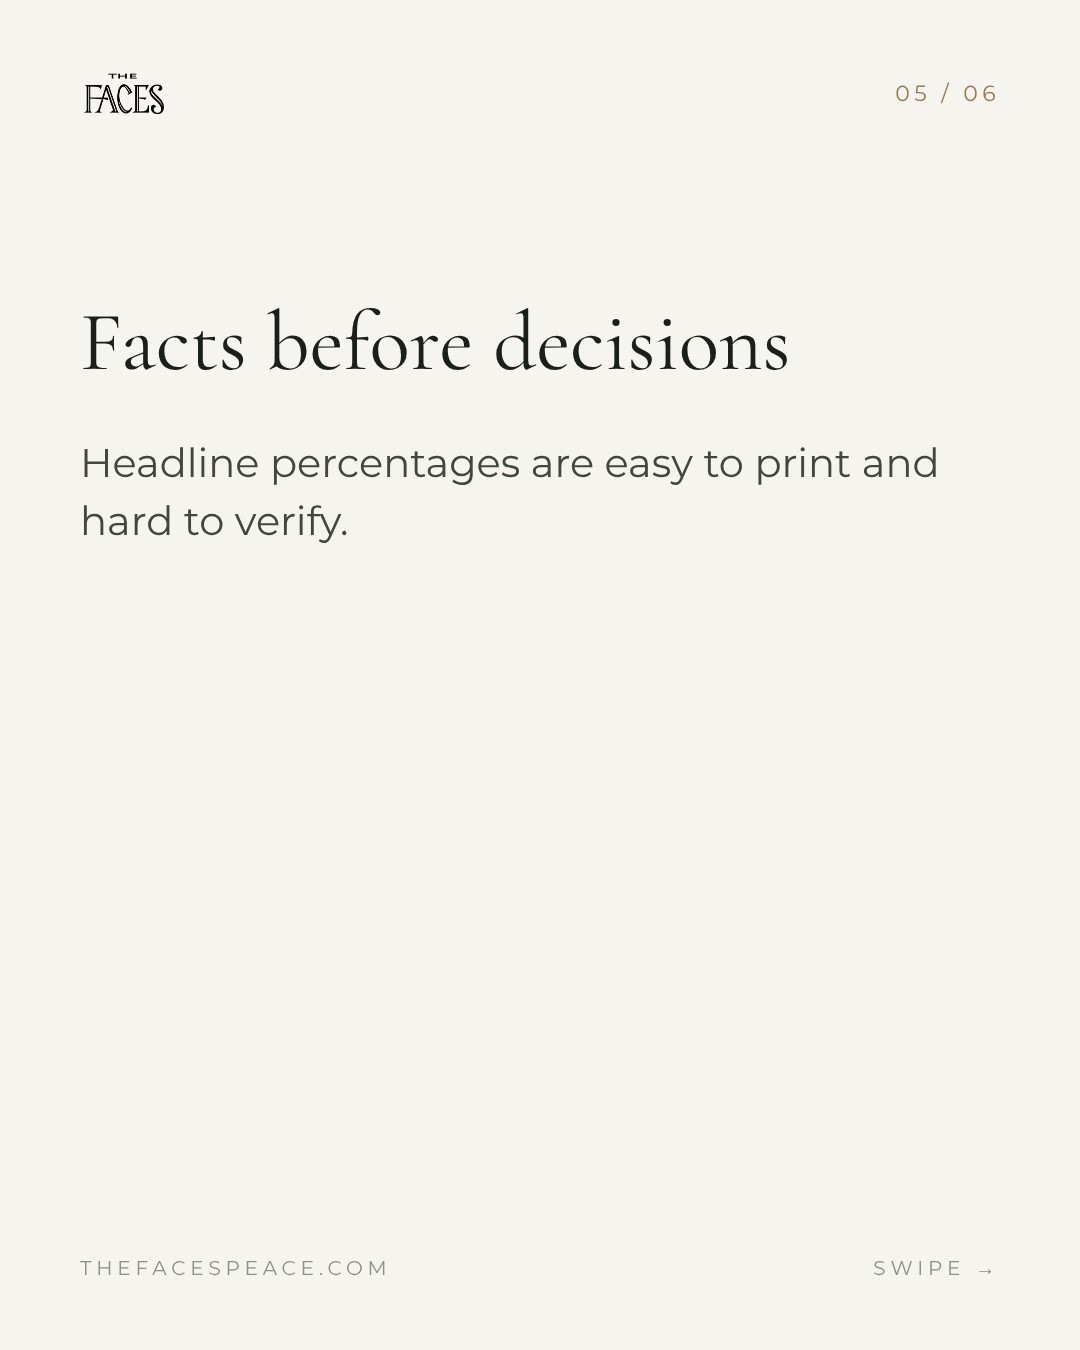 THE
FACES
05 / 06
Facts before decisions
Headline percentages are easy to print and
hard to verify.
THEFACESPEACE.COM
SWIPE →